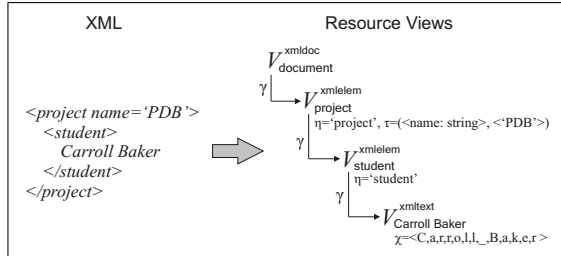 XML
Resource Views
<project name=‘PDB’>
<student>
Carroll Baker
</student>
</project>
V xmldoc document
γ
V xmlelem project
η=‘project’, τ=(<name: string>, <‘PDB’>)
γ
V xmlelem student
η=‘student’
γ
V xmltext Carroll Baker
χ=<C,a,r,r,o,l,l,_,B,a,k,e,r >